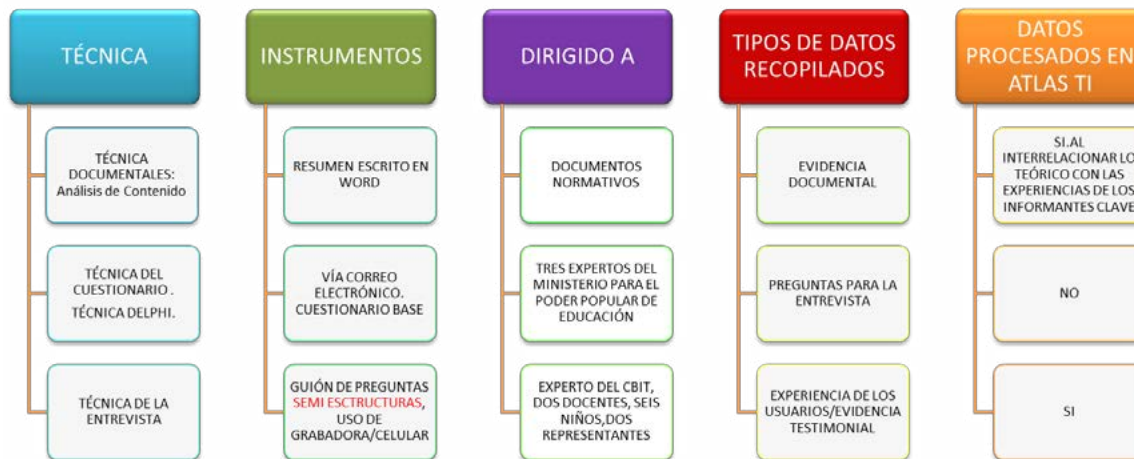 TÉCNICA
TÉCNICA
DOCUMENTALES:
Análisis de Contenido
TÉCNICA DEL
CUESTIONARIO .
TÉCNICA DELPHI.
TÉCNICA DE LA
ENTREVISTA
INSTRUMENTOS
RESUMEN ESCRITO EN
WORD
VÍA CORREO
ELECTRÓNICO.
CUESTIONARIO BASE
GUIÓN DE PREGUNTAS
SEMI ESCTRUCTURAS,
USO DE
GRABADORA/CELULAR
DIRIGIDO A
DOCUMENTOS
NORMATIVOS
TRES EXPERTOS DEL
MINISTERIO PARA EL
PODER POPULAR DE
EDUCACIÓN
EXPERTO DEL CBIT,
DOS DOCENTES, SEIS
NIÑOS,DOS
REPRESENTANTES
TIPOS DE DATOS
RECOPILADOS
EVIDENCIA
DOCUMENTAL
PREGUNTAS PARA LA
ENTREVISTA
EXPERIENCIA DE LOS
USUARIOS/EVIDENCIA
TESTIMONIAL
DATOS
PROCESADOS EN
ATLAS TI
SI.AL
INTERRELACIONAR LO
TEÓRICO CON LAS
EXPERIENCIAS DE LOS
INFORMANTES CLAVE
NO
SI